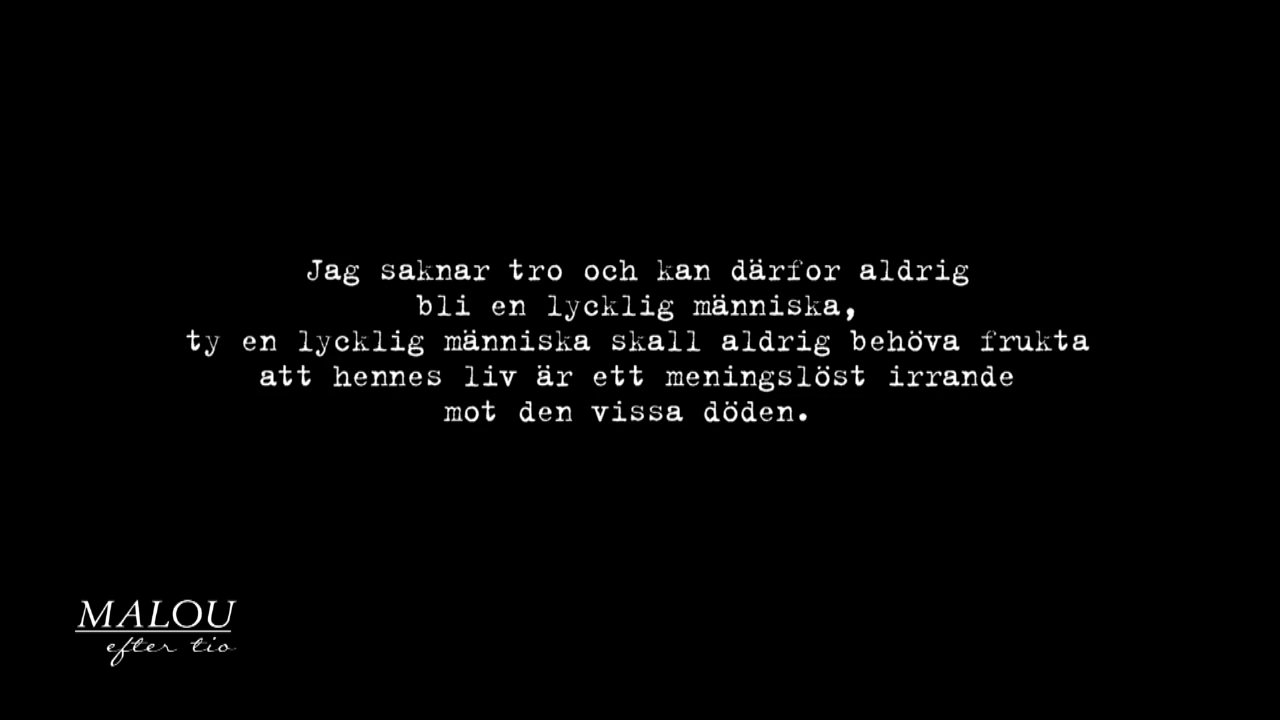 Jag saknar tro och kan därfor aldrig
bli en lycklig människa,
ty en lycklig människa skall aldrig behöva frukta
att hennes liv är ett meningslöst irrande
mot den vissa döden.
MALOU
efter tio